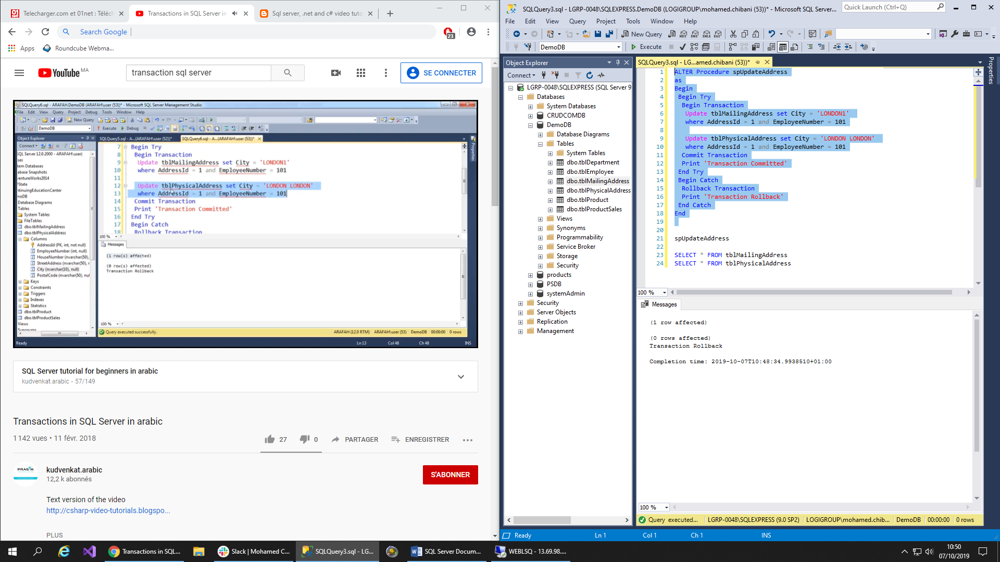 Telecharger.com et 01net : Téléch
Transactions in SQL Server in
Sql server, .net and c# video tuto
Search Google
23
Apps
Roundcube Webma...
YouTube MA
transaction sql server
SE CONNECTER
SQLQuery6.sql - ARAFAH.DemoDB (ARAFAH\user (53))* - Microsoft SQL Server Management Studio
File Edit View Query Project Debug Tools Window Help
New Query
DemoDB
Execute
Debug
Object Explorer
SQLQuery5.sql - A...(ARAFAH\user (52))*
SQLQuery6.sql - A...(ARAFAH\user (53))*
Properties
Connect
SQL Server 12.0.2000 - ARAFAH\user)
ses
tem Databases
abase Snapshots
ventureWorks2014
PState
ntinuingEducationCenter
noDB
Database Diagrams
Tables
System Tables
FileTables
dbo.tblMailingAddress
dbo.tblPhysicalAddress
Columns
AddressId (PK, int, not null)
EmployeeNumber (int, null)
HouseNumber (nvarchar(50),
StreetAddress (nvarchar(50), r
City (nvarchar(10), null)
PostalCode (nvarchar(50), nul
Keys
Constraints
Triggers
Indexes
Statistics
dbo.tblProduct
dbo.tblProductSales
Views
Synonyms
7 Begin Try
8 Begin Transaction
9 Update tblMailingAddress set City = 'LONDON1'
10 where AddressId = 1 and EmployeeNumber = 101
11
12 Update tblPhysicalAddress set City = 'LONDON LONDON'
13 where AddressId = 1 and EmployeeNumber = 101
14 Commit Transaction
15 Print 'Transaction Committed'
16 End Try
17 Begin Catch
18 Rollback Transaction
100 %
Messages
(1 row(s) affected)
(0 row(s) affected)
Transaction Rollback
100 %
Query executed successfully.
ARAFAH (12.0 RTM) ARAFAH\user (53) DemoDB 00:00:00 0 rows
Ready Ln 13 Col 48 Ch 48 INS
SQL Server tutorial for beginners in arabic
kudvenkat.arabic - 57/149
Transactions in SQL Server in arabic
1 142 vues • 11 févr. 2018
27
0
PARTAGER
ENREGISTRER
PRAGIM
kudvenkat.arabic
12,2 k abonnés
S'ABONNER
Text version of the video
http://csharp-video-tutorials.blogspo...
PLUS
SQLQuery3.sql - LGRP-0048\SQLEXPRESS.DemoDB (LOGIGROUP\mohamed.chibani (53))* - Microsoft SQL Server...
Quick Launch (Ctrl+Q)
File Edit View Query Project Tools Window Help
New Query
MDX DMX XMLA DAX
DemoDB
Execute
Object Explorer
Connect
LGRP-0048\SQLEXPRESS (SQL Server 9
Databases
System Databases
CRUDCOMDB
DemoDB
Database Diagrams
Tables
System Tables
dbo.tblDepartment
dbo.tblEmployee
dbo.tblMailingAddress
dbo.tblPhysicalAddress
dbo.tblProduct
dbo.tblProductSales
Views
Synonyms
Programmability
Service Broker
Storage
Security
products
PSDB
systemAdmin
Security
Server Objects
Replication
Management
SQLQuery3.sql - LG...amed.chibani (53))*
Properties
1 ALTER Procedure spUpdateAddress
2 as
3 Begin
4 Begin Try
5 Begin Transaction
6 Update tblMailingAddress set City = 'LONDON1'
7 where AddressId = 1 and EmployeeNumber = 101
8
9 Update tblPhysicalAddress set City = 'LONDON LONDON'
10 where AddressId = 1 and EmployeeNumber = 101
11 Commit Transaction
12 Print 'Transaction Committed'
13 End Try
14 Begin Catch
15 Rollback Transaction
16 Print 'Transaction Rollback'
17 End Catch
18 End
19
20
21 spUpdateAddress
22
23 SELECT * FROM tblMailingAddress
24 SELECT * FROM tblPhysicalAddress
100 %
Messages
(1 row affected)
(0 rows affected)
Transaction Rollback
Completion time: 2019-10-07T10:48:34.9938510+01:00
100 %
Query executed... LGRP-0048\SQLEXPRESS (9.0 SP2) LOGIGROUP\mohamed.chib... DemoDB 00:00:00 0 rows
Ready Ln 1 Col 1 Ch 1 INS
Transactions in SQL...
Slack | Mohamed C...
SQLQuery3.sql - LG...
SQL Server Docum...
WEBLSQ - 13.69.98....
10:50
07/10/2019